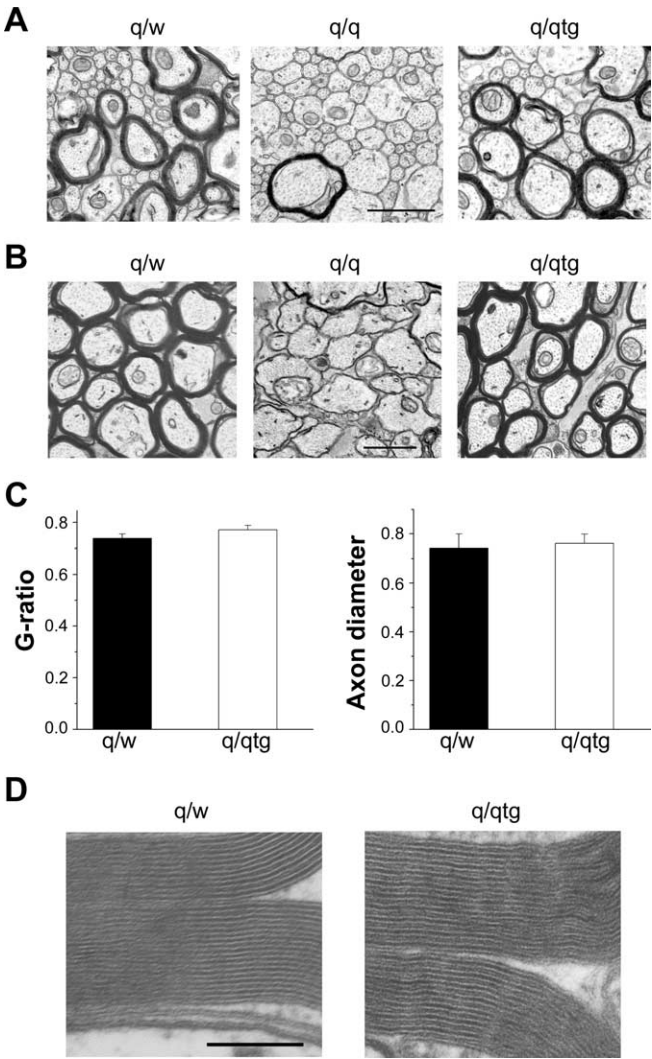 A
q/w q/q q/qtg
B
q/w q/q q/qtg
C
G-ratio
0.8
0.6
0.4
0.2
0.0
q/w q/qtg
Axon diameter
0.8
0.6
0.4
0.2
0.0
q/w q/qtg
D
q/w q/qtg